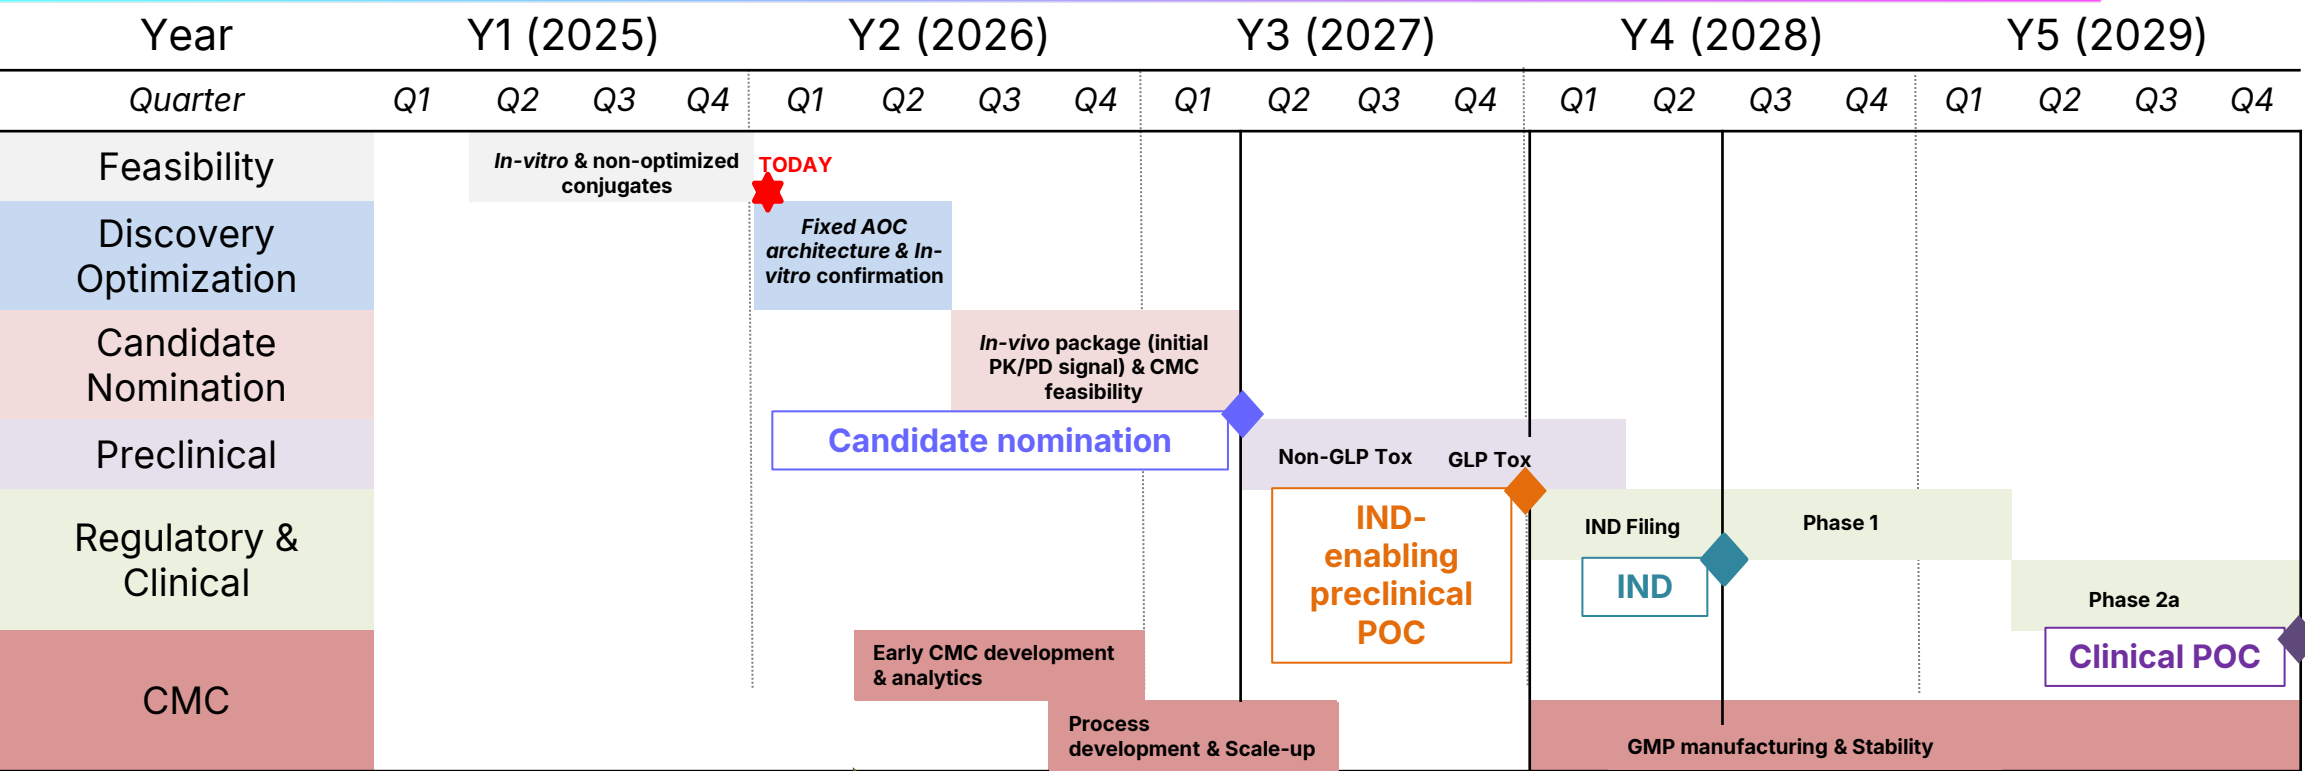 Year Y1 (2025) Y2 (2026) Y3 (2027) Y4 (2028) Y5 (2029)
Quarter Q1 Q2 Q3 Q4 Q1 Q2 Q3 Q4 Q1 Q2 Q3 Q4 Q1 Q2 Q3 Q4 Q1 Q2 Q3 Q4
Feasibility
In-vitro & non-optimized
conjugates
TODAY
Discovery
Optimization
Fixed AOC
architecture & In-
vitro confirmation
Candidate
Nomination
In-vivo package (initial
PK/PD signal) & CMC
feasibility
Candidate nomination
Preclinical
Non-GLP Tox
GLP Tox
IND-
enabling
preclinical
POC
Regulatory &
Clinical
IND Filing
Phase 1
IND
Phase 2a
Clinical POC
CMC
Early CMC development
& analytics
Process
development & Scale-up
GMP manufacturing & Stability